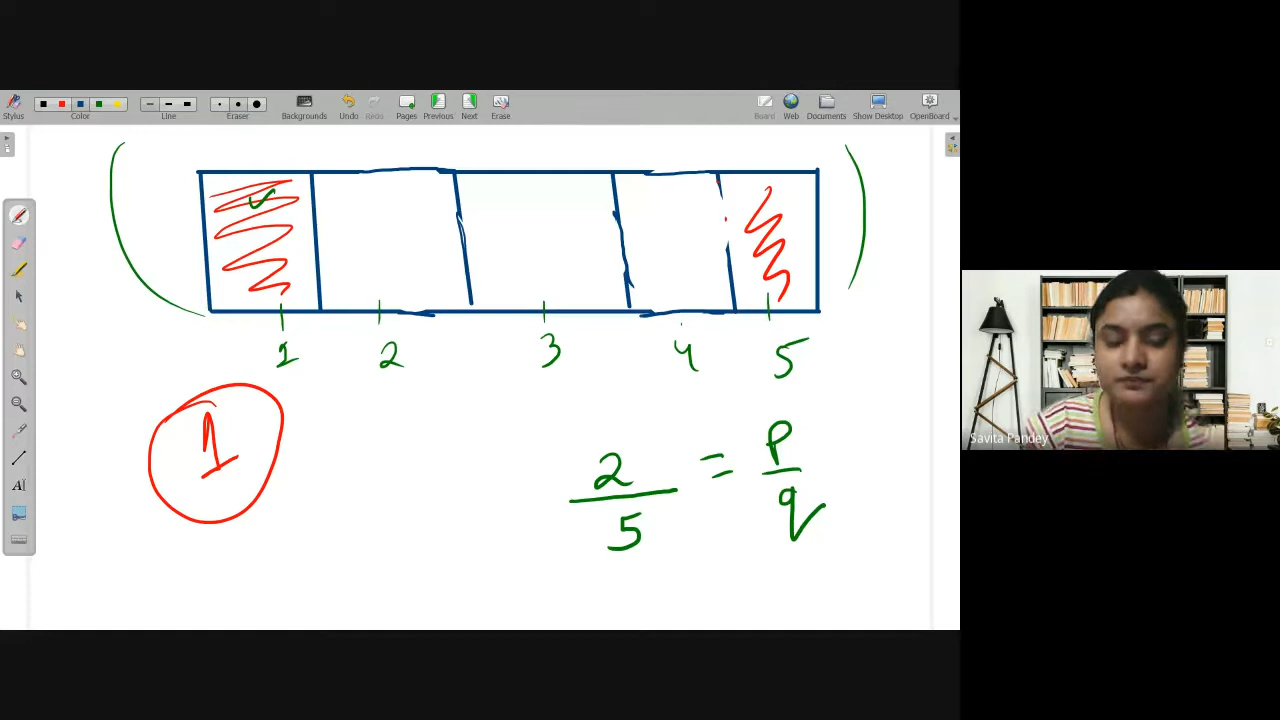 Stylus Color Line Eraser Backgrounds Undo Redo Pages Previous Next Erase Board Web Documents Show Desktop OpenBoard
1 2 3 4 5
1
2/5 = p/q
Savita Pandey